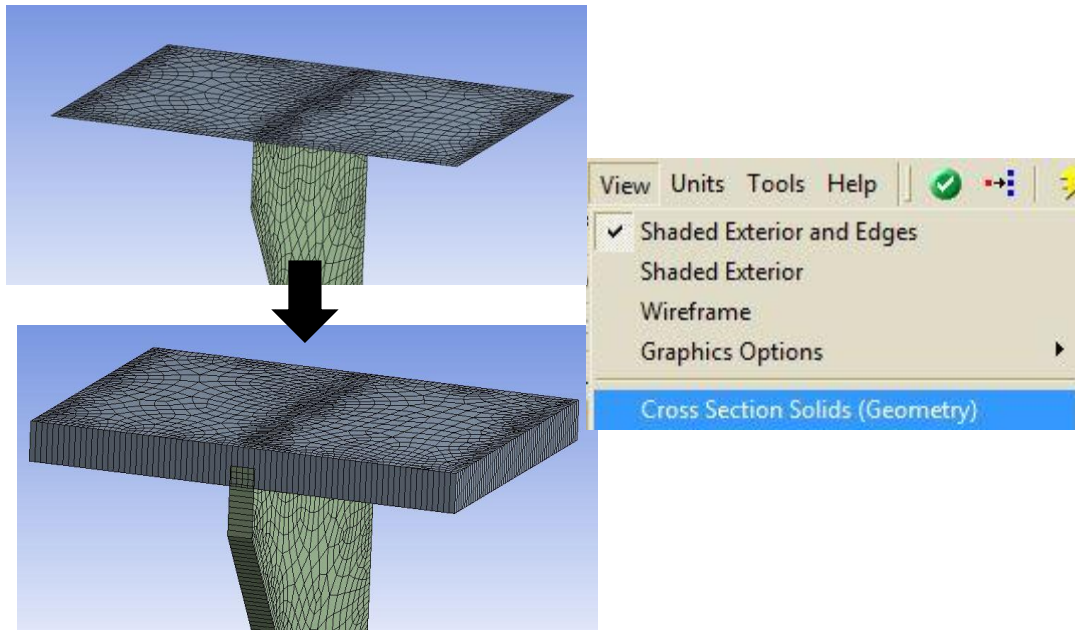 View Units Tools Help
Shaded Exterior and Edges
Shaded Exterior
Wireframe
Graphics Options
Cross Section Solids (Geometry)